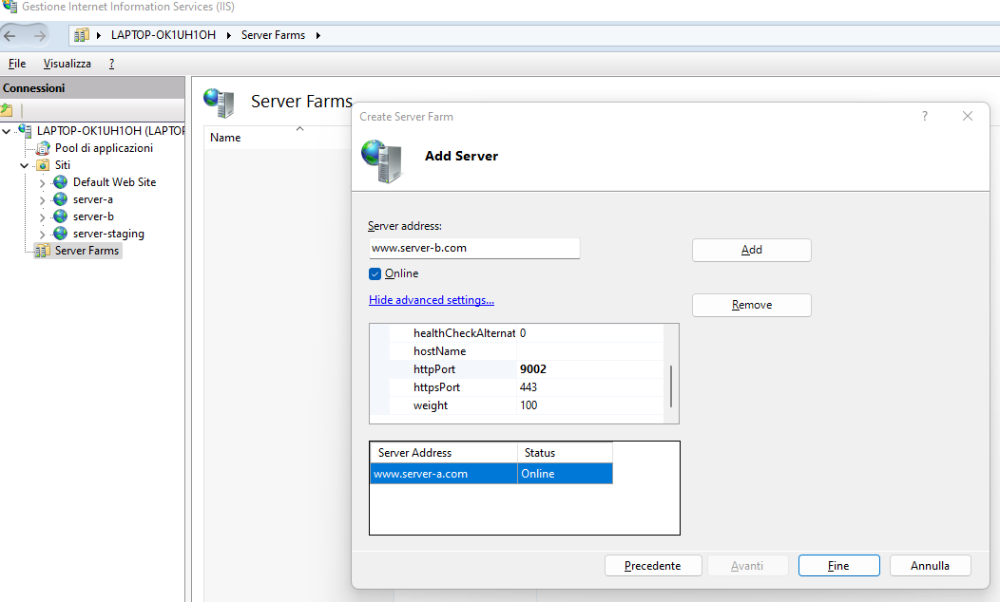 Gestione Internet Information Services (IIS)
LAPTOP-OK1UH1OH Server Farms
File Visualizza ?
Connessioni
LAPTOP-OK1UH1OH (LAPTOP
Pool di applicazioni
Siti
Default Web Site
server-a
server-b
server-staging
Server Farms
Server Farms
Name
Create Server Farm ?
Add Server
Server address:
www.server-b.com
Add
Online
Hide advanced settings...
Remove
healthCheckAlternat 0
hostName
httpPort 9002
httpsPort 443
weight 100
Server Address Status
www.server-a.com Online
Precedente Avanti Fine Annulla